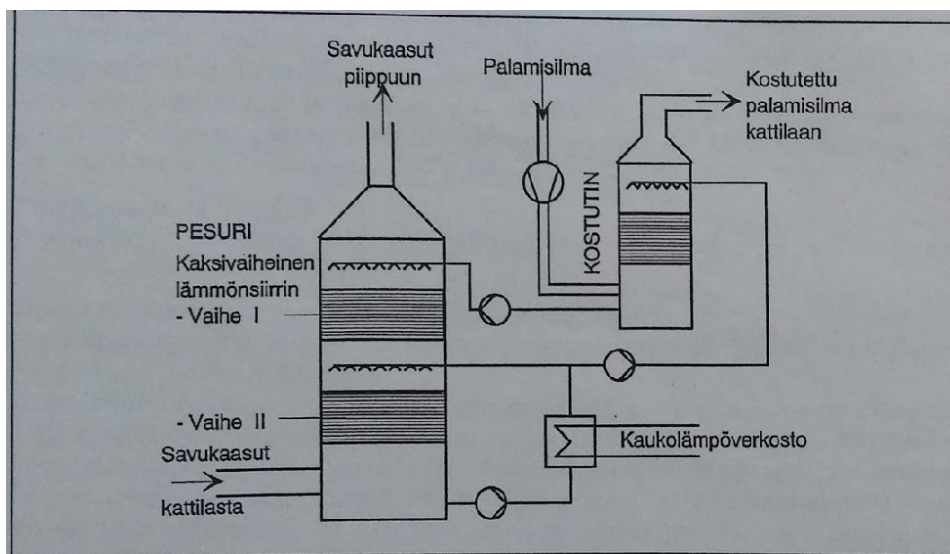 Savukaasut
piippuun
Palamisilma
Kostutettu
palamisilma
kattilaan
KOSTUTIN
PESURI
Kaksivaiheinen
lämmönsiirrin
- Vaihe I
- Vaihe II
Kaukolämpöverkosto
Savukaasut
kattilasta